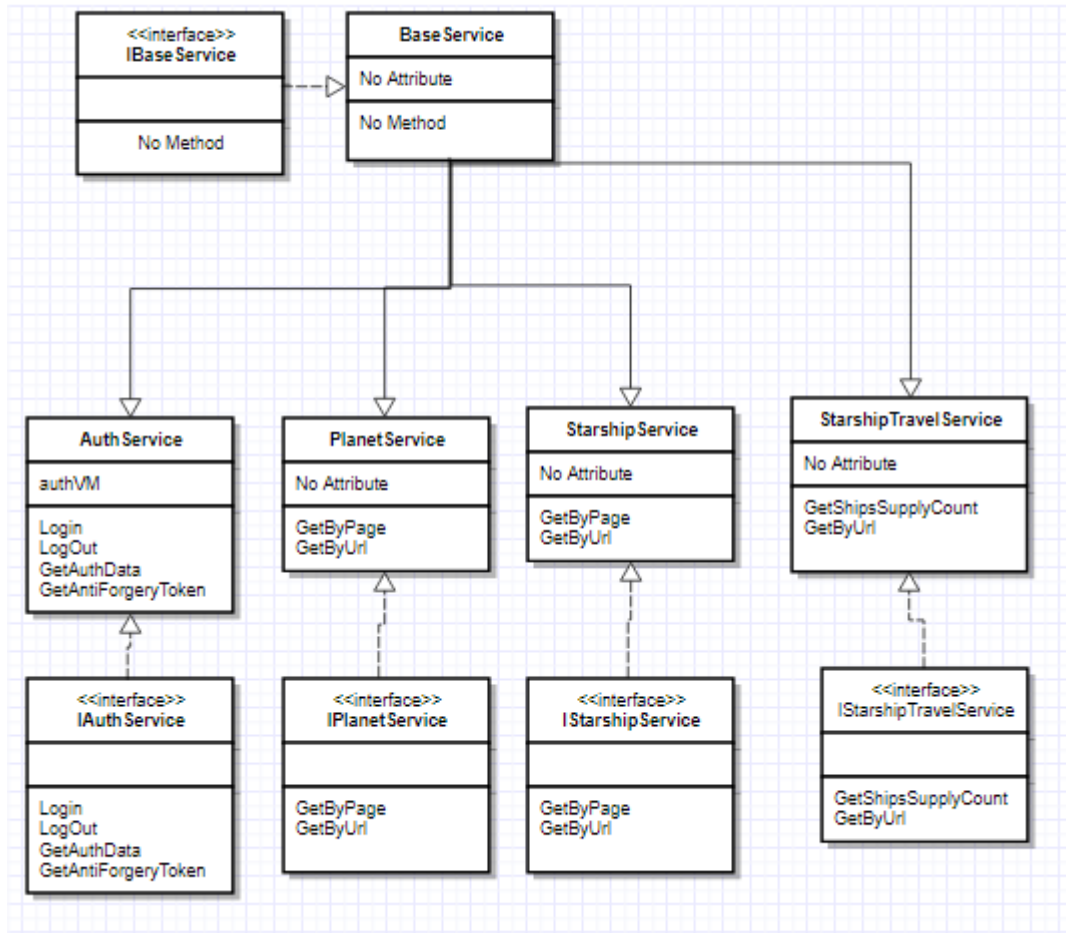 <<interface>>
IBaseService
No Method
BaseService
No Attribute
No Method
AuthService
authVM
Login
LogOut
GetAuthData
GetAntiForgeryToken
PlanetService
No Attribute
GetByPage
GetByUrl
StarshipService
No Attribute
GetByPage
GetByUrl
StarshipTravelService
No Attribute
GetShipsSupplyCount
GetByUrl
<<interface>>
IAuthService
Login
LogOut
GetAuthData
GetAntiForgeryToken
<<interface>>
IPlanetService
GetByPage
GetByUrl
<<interface>>
IStarshipService
GetByPage
GetByUrl
<<interface>>
IStarshipTravelService
GetShipsSupplyCount
GetByUrl